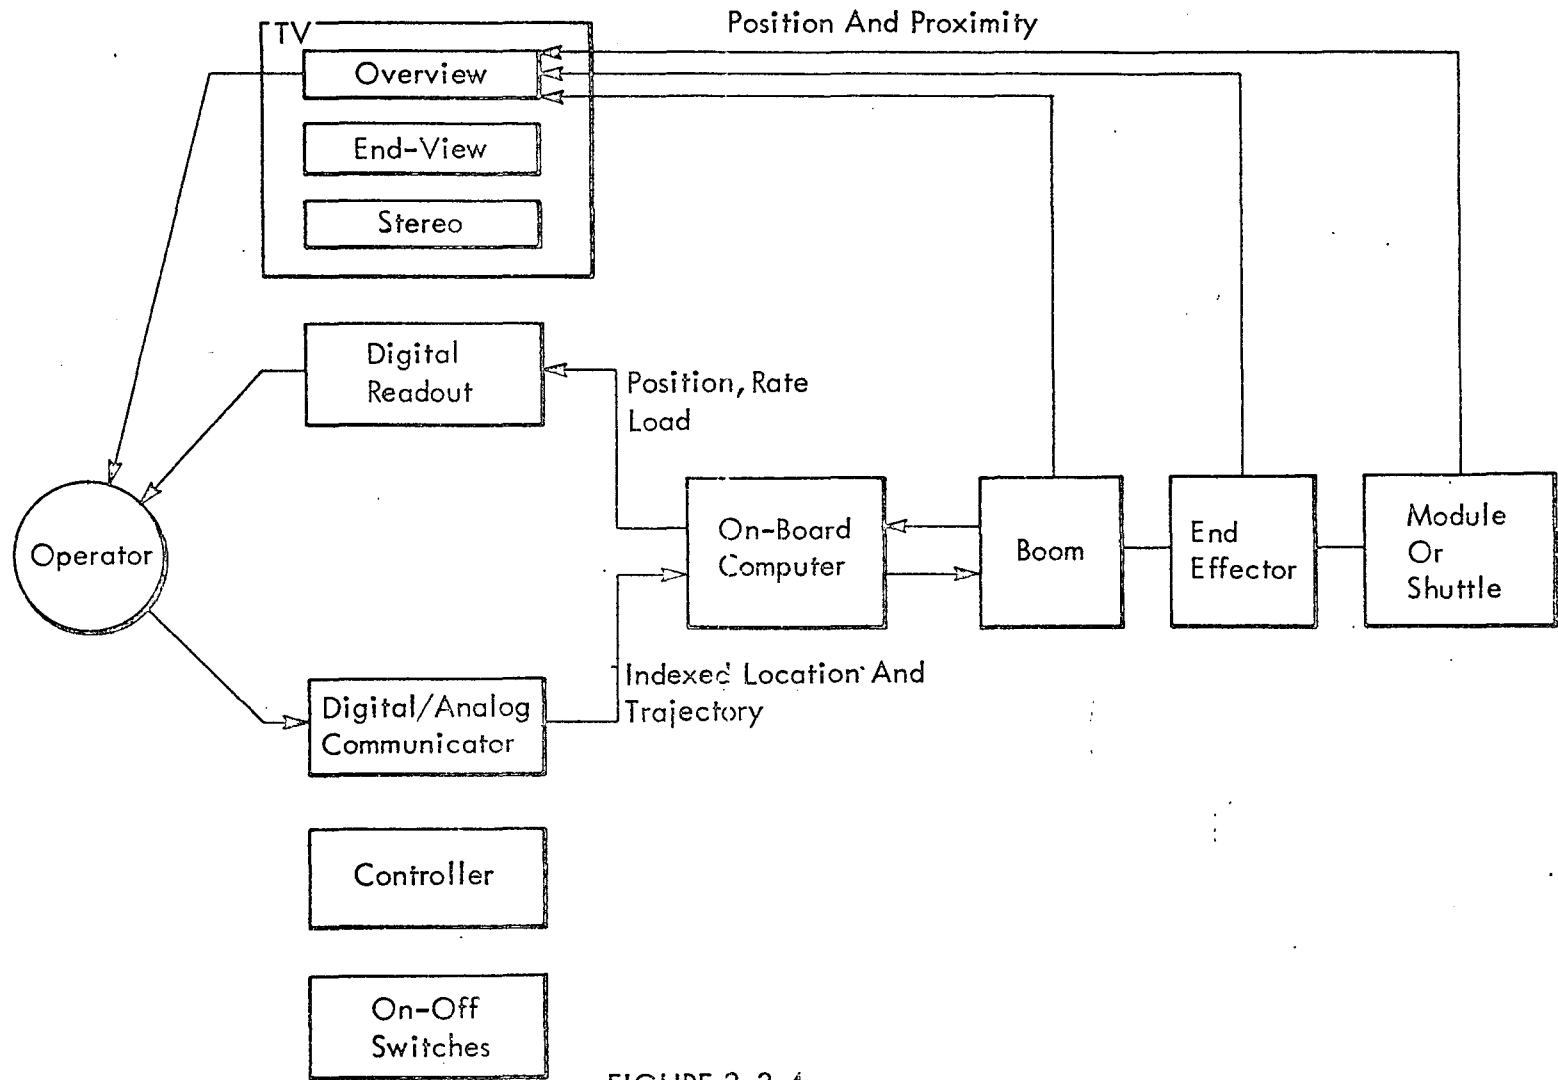 Position And Proximity
TV
Overview
End-View
Stereo
Digital
Readout
Position, Rate
Load
Operator
On-Board
Computer
Boom
End
Effector
Module
Or
Shuttle
Indexed Location And
Trajectory
Digital/Analog
Communicator
Controller
On-Off
Switches